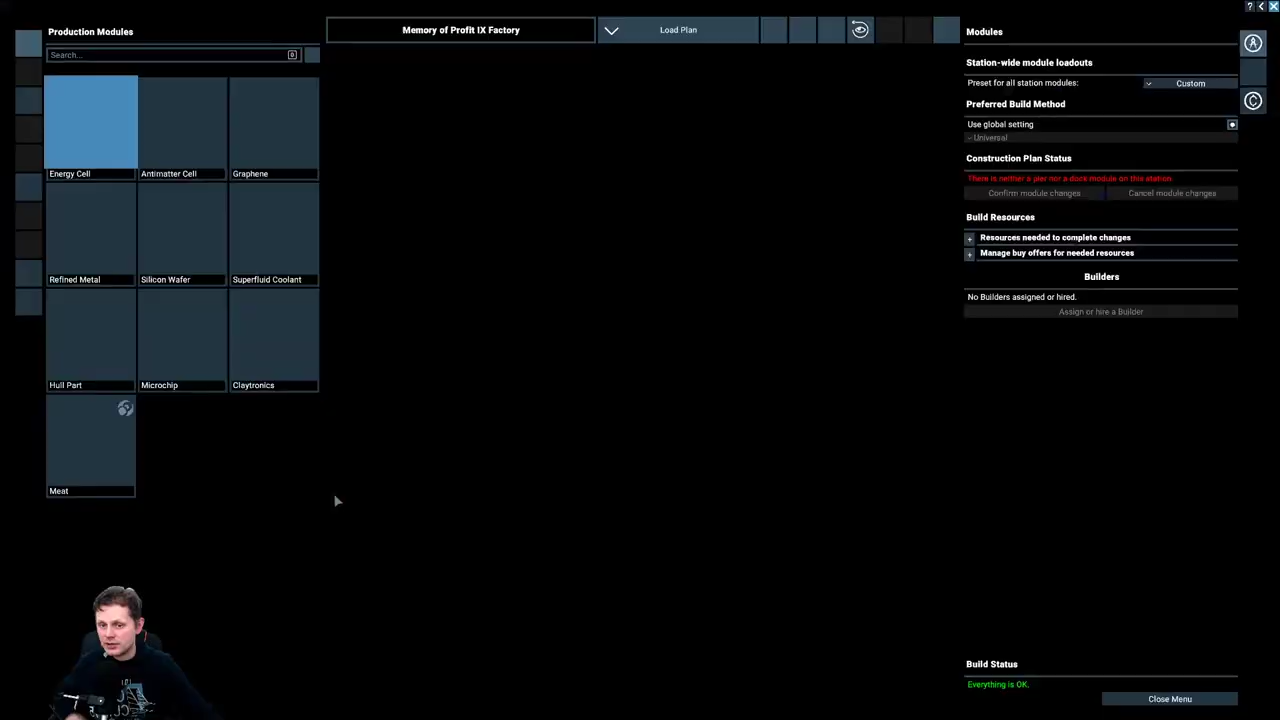 Production Modules
Search...
Energy Cell
Antimatter Cell
Graphene
Refined Metal
Silicon Wafer
Superfluid Coolant
Hull Part
Microchip
Claytronics
Meat
Memory of Profit IX Factory
Load Plan
Modules
Station-wide module loadouts
Preset for all station modules:
Custom
Preferred Build Method
Use global setting
Universal
Construction Plan Status
There is neither a pier nor a dock module on this station.
Confirm module changes
Cancel module changes
Build Resources
+ Resources needed to complete changes
+ Manage buy offers for needed resources
Builders
No Builders assigned or hired.
Assign or hire a Builder
Build Status
Everything is OK.
Close Menu